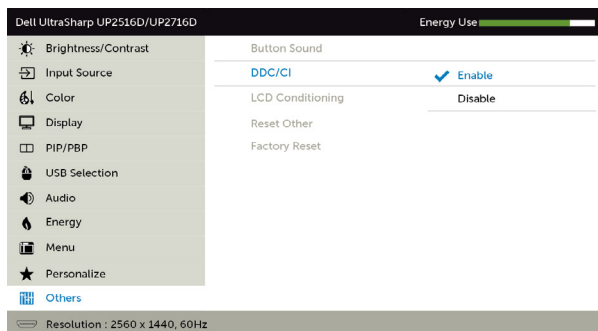 Dell UltraSharp UP2516D/UP2716D Energy Use
Brightness/Contrast Button Sound
Input Source DDC/CI Enable
Color LCD Conditioning Disable
Display Reset Other
PIP/PBP Factory Reset
USB Selection
Audio
Energy
Menu
Personalize
Others
Resolution : 2560 x 1440, 60Hz